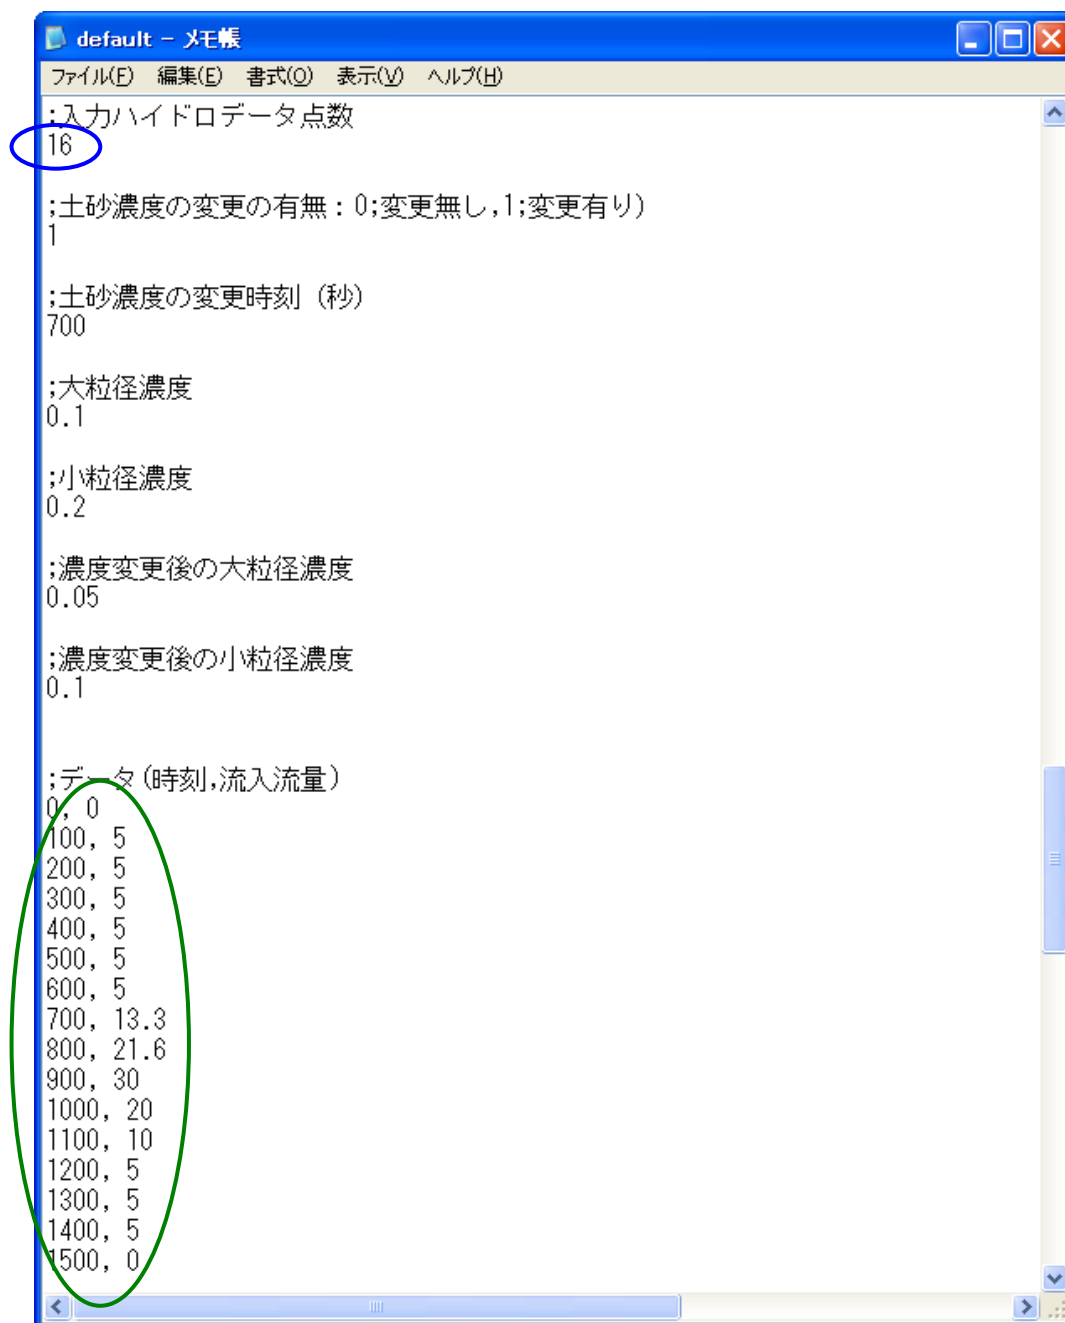 default - メモ帳
ファイル(F) 編集(E) 書式(O) 表示(V) ヘルプ(H)
;入力ハイドロデータ点数
16
;土砂濃度の変更の有無：0;変更無し,1;変更有り)
1
;土砂濃度の変更時刻（秒）
700
;大粒径濃度
0.1
;小粒径濃度
0.2
;濃度変更後の大粒径濃度
0.05
;濃度変更後の小粒径濃度
0.1
;データ(時刻,流入流量)
0, 0
100, 5
200, 5
300, 5
400, 5
500, 5
600, 5
700, 13.3
800, 21.6
900, 30
1000, 20
1100, 10
1200, 5
1300, 5
1400, 5
1500, 0